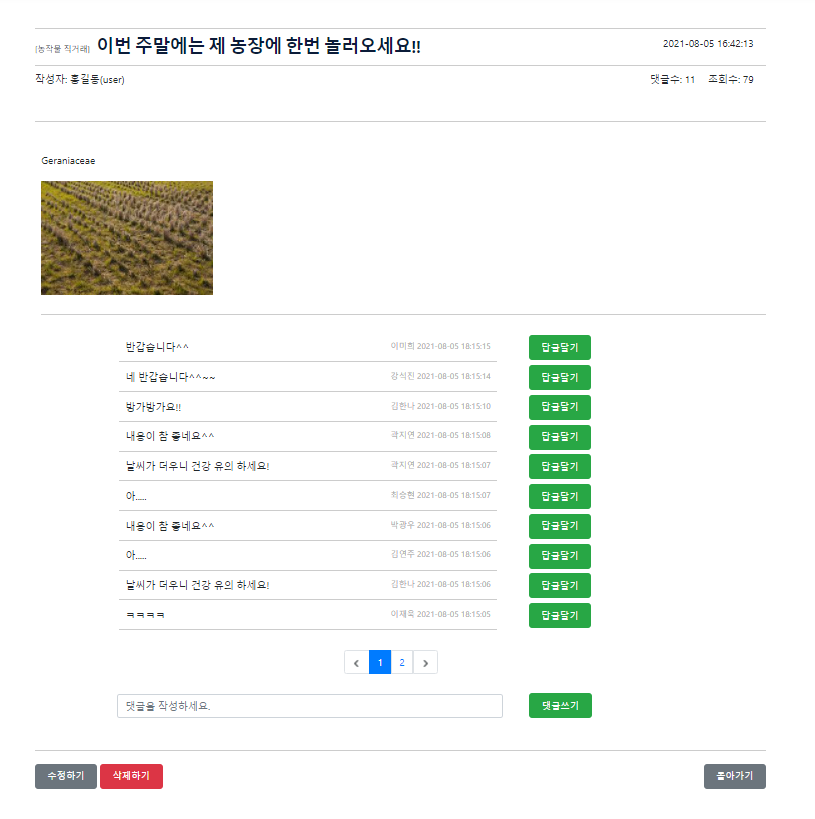 [농작물 직거래] 이번 주말에는 제 농장에 한번 놀러오세요!! 2021-08-05 16:42:13
작성자: 홍길동(user) 댓글수: 11 조회수: 79
Geraniaceae
반갑습니다^^ 이미희 2021-08-05 18:15:15 답글달기
네 반갑습니다^^~~ 강식진 2021-08-05 18:15:14 답글달기
방가방가요!! 김한나 2021-08-05 18:15:10 답글달기
내용이 참 좋네요^^ 곽지연 2021-08-05 18:15:08 답글달기
날씨가 더우니 건강 유의 하세요! 곽지연 2021-08-05 18:15:07 답글달기
아..... 최승현 2021-08-05 18:15:07 답글달기
내용이 참 좋네요^^ 박광우 2021-08-05 18:15:06 답글달기
아..... 김연주 2021-08-05 18:15:06 답글달기
날씨가 더우니 건강 유의 하세요! 김한나 2021-08-05 18:15:06 답글달기
ㅋㅋㅋㅋ 이재욱 2021-08-05 18:15:05 답글달기
‹ 1 2 ›
댓글을 작성하세요. 댓글쓰기
수정하기 삭제하기 돌아가기